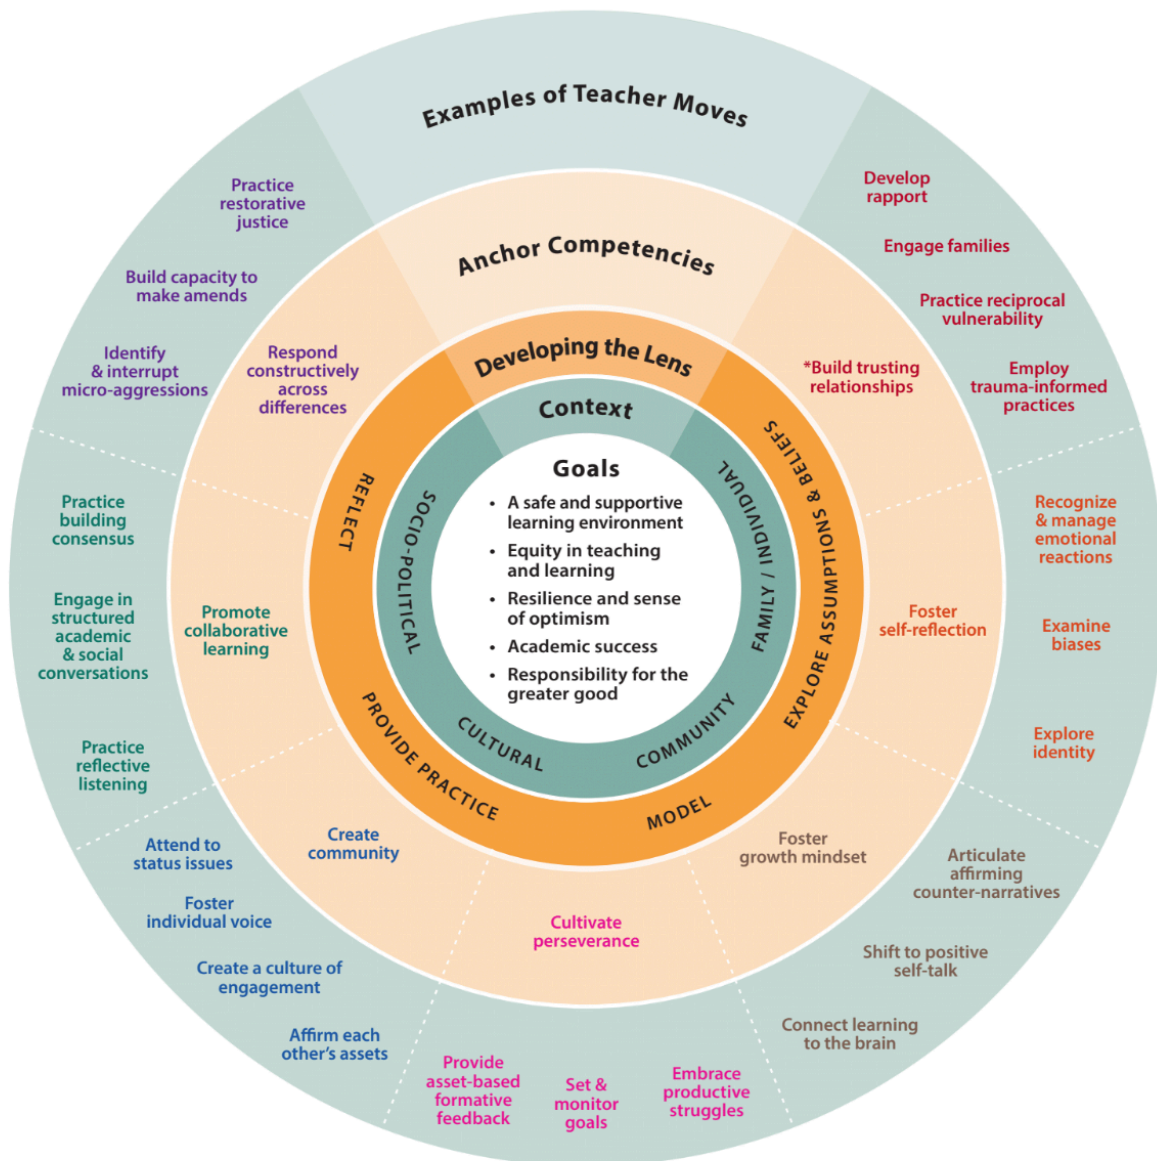 Examples of Teacher Moves
Anchor Competencies
Developing the Lens
Context
Goals
• A safe and supportive
learning environment
• Equity in teaching
and learning
• Resilience and sense
of optimism
• Academic success
• Responsibility for the
greater good
SOCIO-POLITICAL
FAMILY / INDIVIDUAL
COMMUNITY
CULTURAL
REFLECT
EXPLORE ASSUMPTIONS & BELIEFS
MODEL
PROVIDE PRACTICE
*Build trusting
relationships
Develop
rapport
Engage families
Practice reciprocal
vulnerability
Employ
trauma-informed
practices
Foster
self-reflection
Recognize
& manage
emotional
reactions
Examine
biases
Explore
identity
Foster
growth mindset
Articulate
affirming
counter-narratives
Shift to positive
self-talk
Connect learning
to the brain
Cultivate
perseverance
Embrace
productive
struggles
Set &
monitor
goals
Provide
asset-based
formative
feedback
Create
community
Affirm each
other’s assets
Create a culture of
engagement
Foster
individual voice
Attend to
status issues
Promote
collaborative
learning
Practice
reflective
listening
Engage in
structured
academic
& social
conversations
Practice
building
consensus
Respond
constructively
across
differences
Identify
& interrupt
micro-aggressions
Build capacity to
make amends
Practice
restorative
justice